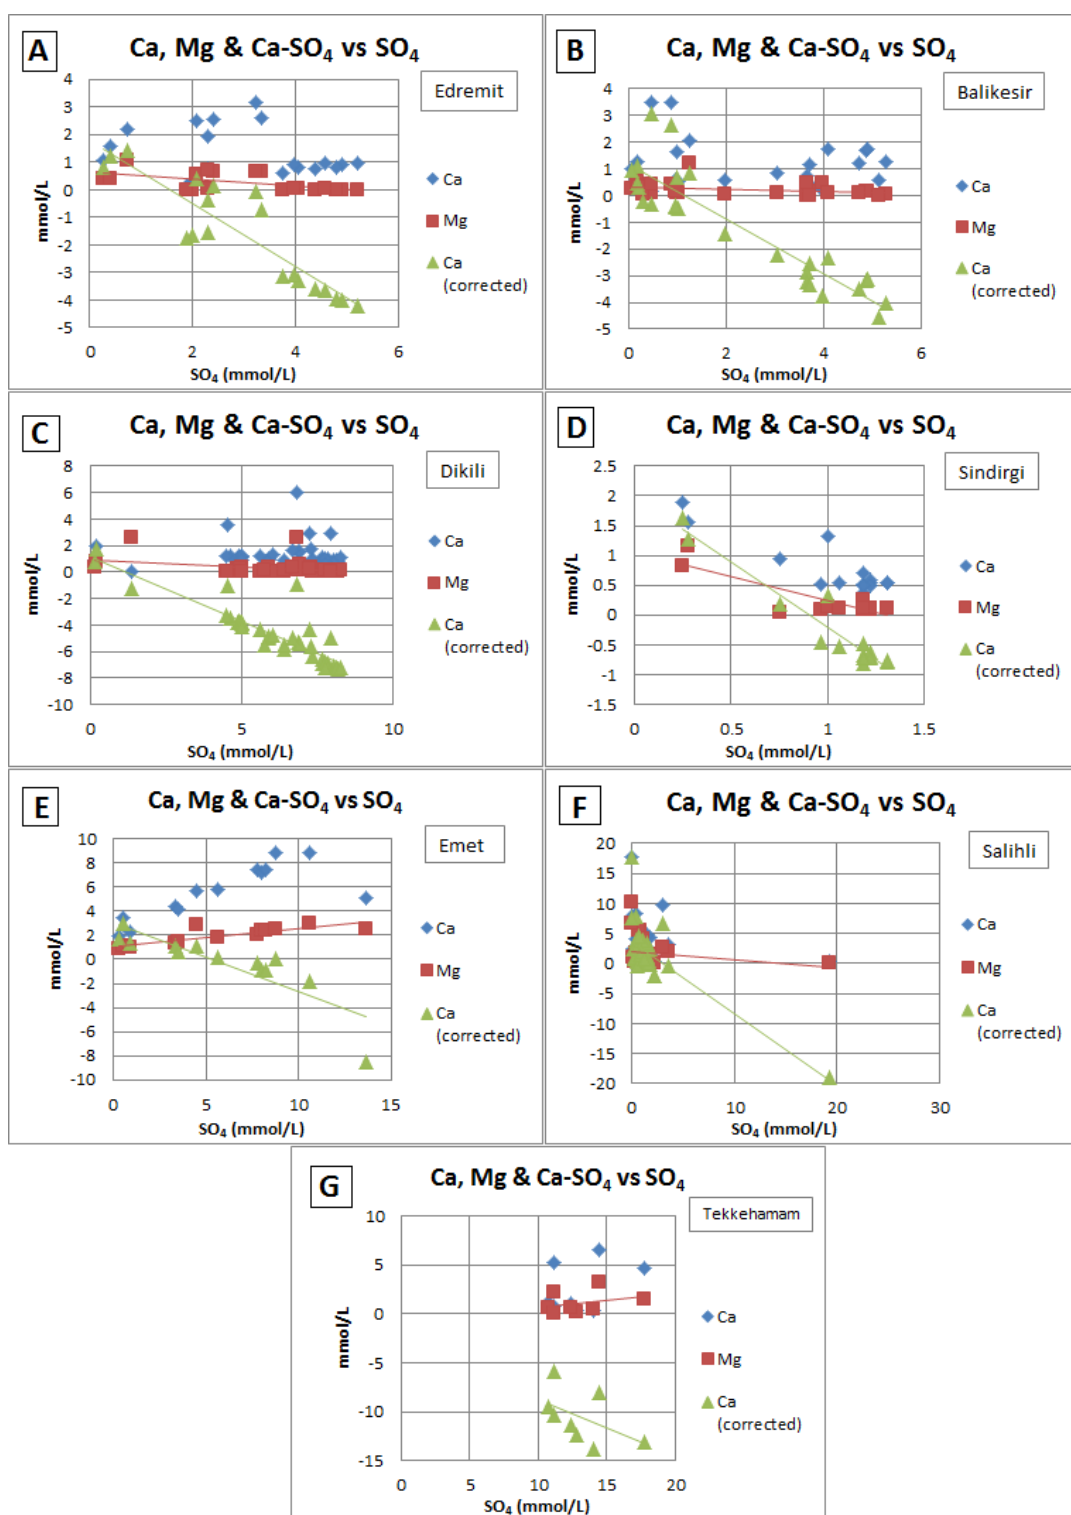 A
Ca, Mg & Ca-SO₄ vs SO₄
Edremit
4
3
2
1
0
-1
-2
-3
-4
-5
mmol/L
0 2 4 6
SO₄ (mmol/L)
Ca
Mg
Ca
(corrected)
B
Ca, Mg & Ca-SO₄ vs SO₄
Balikesir
4
3
2
1
0
-1
-2
-3
-4
-5
mmol/L
0 2 4 6
SO₄ (mmol/L)
Ca
Mg
Ca
(corrected)
C
Ca, Mg & Ca-SO₄ vs SO₄
Dikili
8
6
4
2
0
-2
-4
-6
-8
-10
mmol/L
0 5 10
SO₄ (mmol/L)
Ca
Mg
Ca
(corrected)
D
Ca, Mg & Ca-SO₄ vs SO₄
Sindirgi
2.5
2
1.5
1
0.5
0
-0.5
-1
-1.5
mmol/L
0 0.5 1 1.5
SO₄ (mmol/L)
Ca
Mg
Ca
(corrected)
E
Ca, Mg & Ca-SO₄ vs SO₄
Emet
10
8
6
4
2
0
-2
-4
-6
-8
-10
mmol/L
0 5 10 15
SO₄ (mmol/L)
Ca
Mg
Ca
(corrected)
F
Ca, Mg & Ca-SO₄ vs SO₄
Salihli
20
15
10
5
0
-5
-10
-15
-20
mmol/L
0 10 20 30
SO₄ (mmol/L)
Ca
Mg
Ca
(corrected)
G
Ca, Mg & Ca-SO₄ vs SO₄
Tekkehamam
10
5
0
-5
-10
-15
mmol/L
0 5 10 15 20
SO₄ (mmol/L)
Ca
Mg
Ca
(corrected)